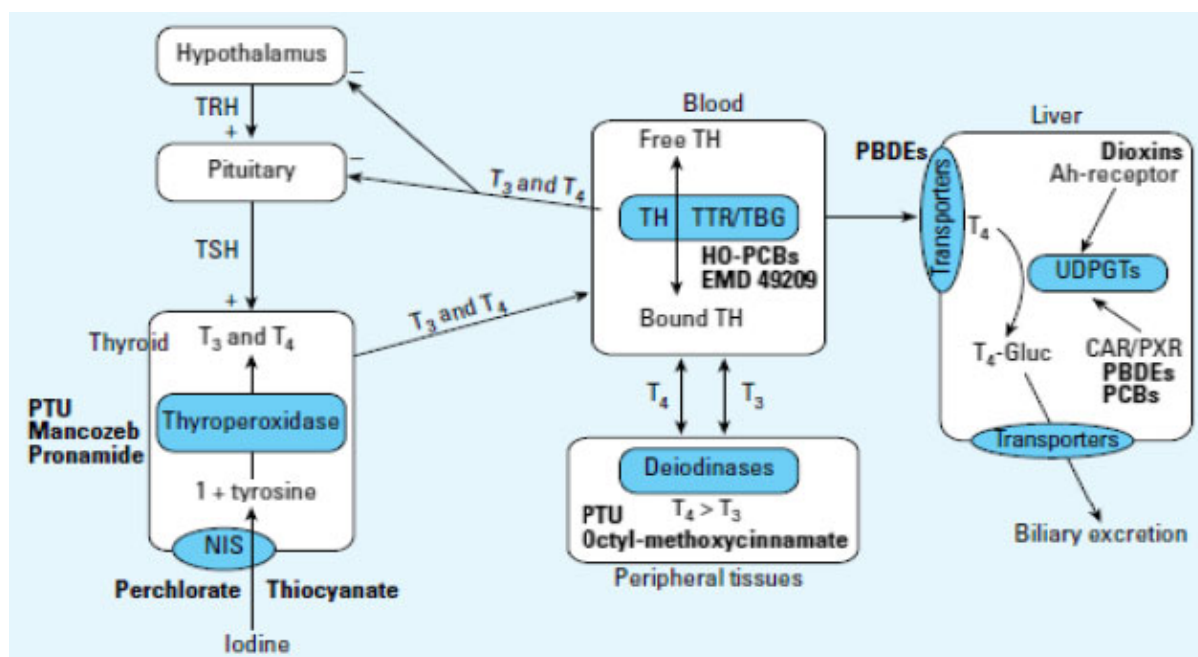 Hypothalamus
–
TRH
+
Pituitary
–
T3 and T4
TSH
+
Thyroid
T3 and T4
T3 and T4
PTU
Mancozeb
Pronamide
Thyroperoxidase
1 + tyrosine
NIS
Perchlorate
Thiocyanate
Iodine
Blood
Free TH
TH
TTR/TBG
HO-PCBs
EMD 49209
Bound TH
T4
T3
Deiodinases
T4 > T3
PTU
Octyl-methoxycinnamate
Peripheral tissues
Liver
PBDEs
Transporters
Dioxins
Ah-receptor
T4
UDPGTs
T4-Gluc
CAR/PXR
PBDEs
PCBs
Transporters
Biliary excretion